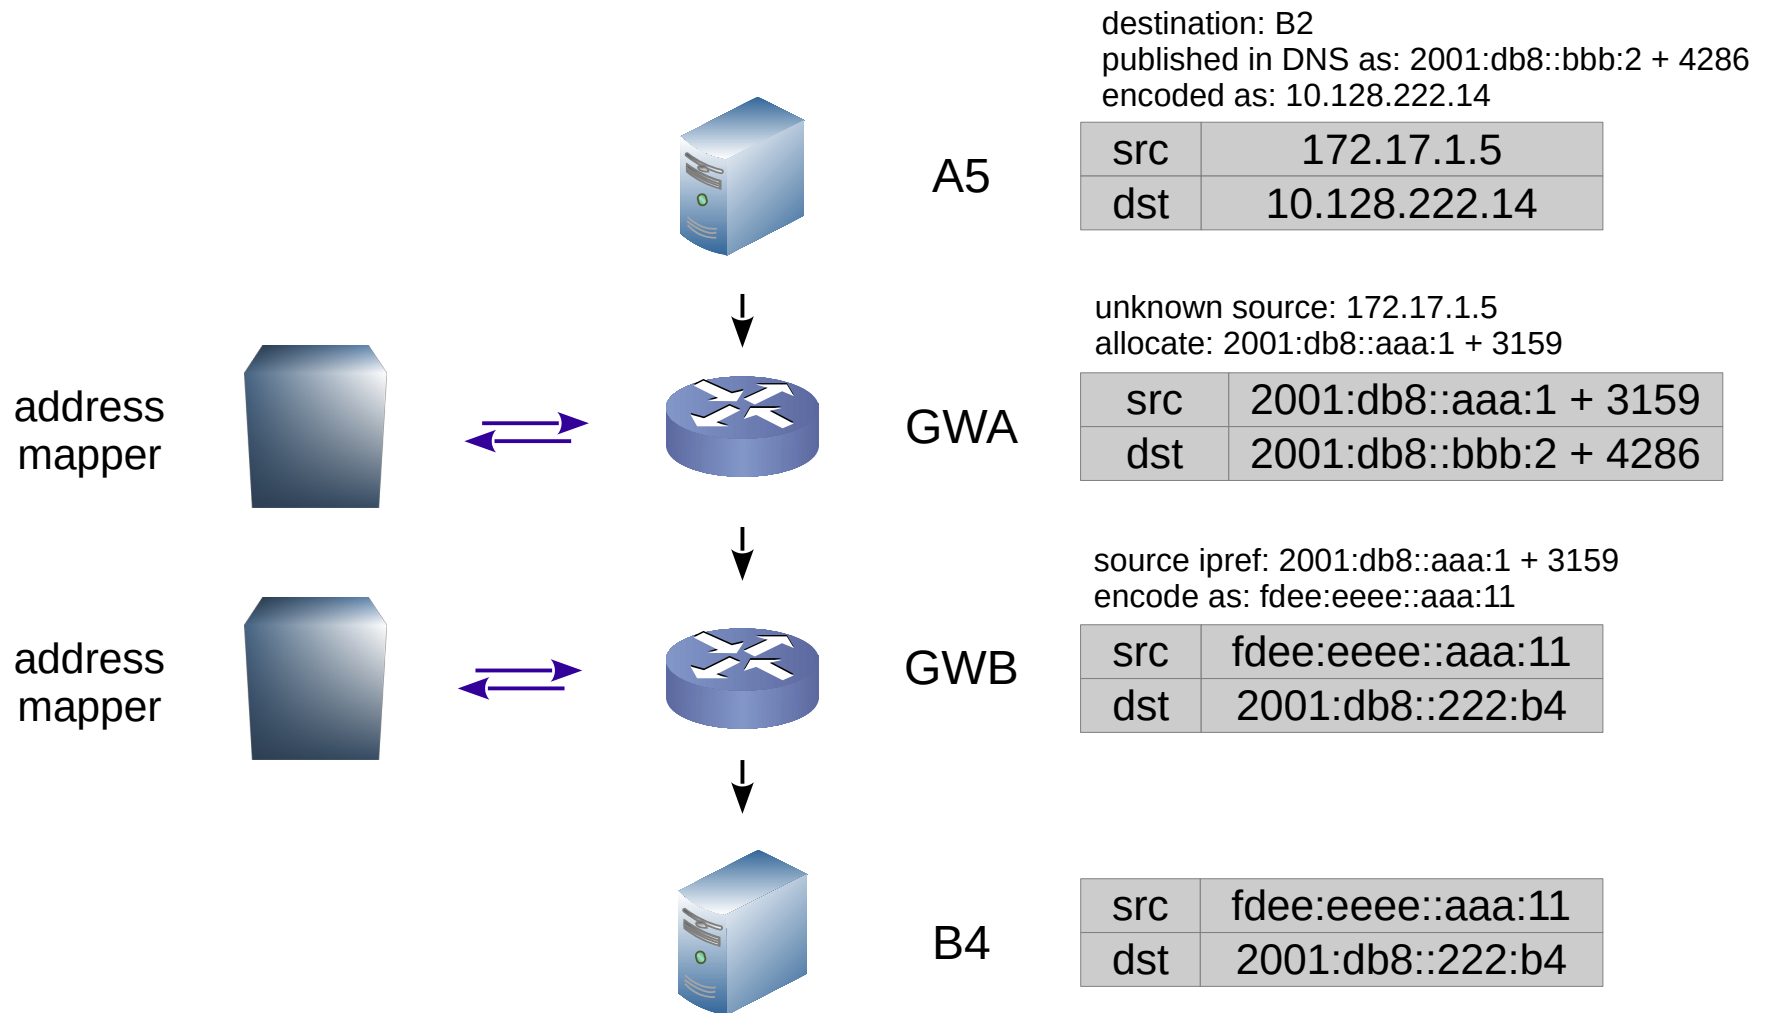 destination: B2
published in DNS as: 2001:db8::bbb:2 + 4286
encoded as: 10.128.222.14
A5
src 172.17.1.5
dst 10.128.222.14
unknown source: 172.17.1.5
allocate: 2001:db8::aaa:1 + 3159
address
mapper
GWA
src 2001:db8::aaa:1 + 3159
dst 2001:db8::bbb:2 + 4286
source ipref: 2001:db8::aaa:1 + 3159
encode as: fdee:eeee::aaa:11
address
mapper
GWB
src fdee:eeee::aaa:11
dst 2001:db8::222:b4
B4
src fdee:eeee::aaa:11
dst 2001:db8::222:b4